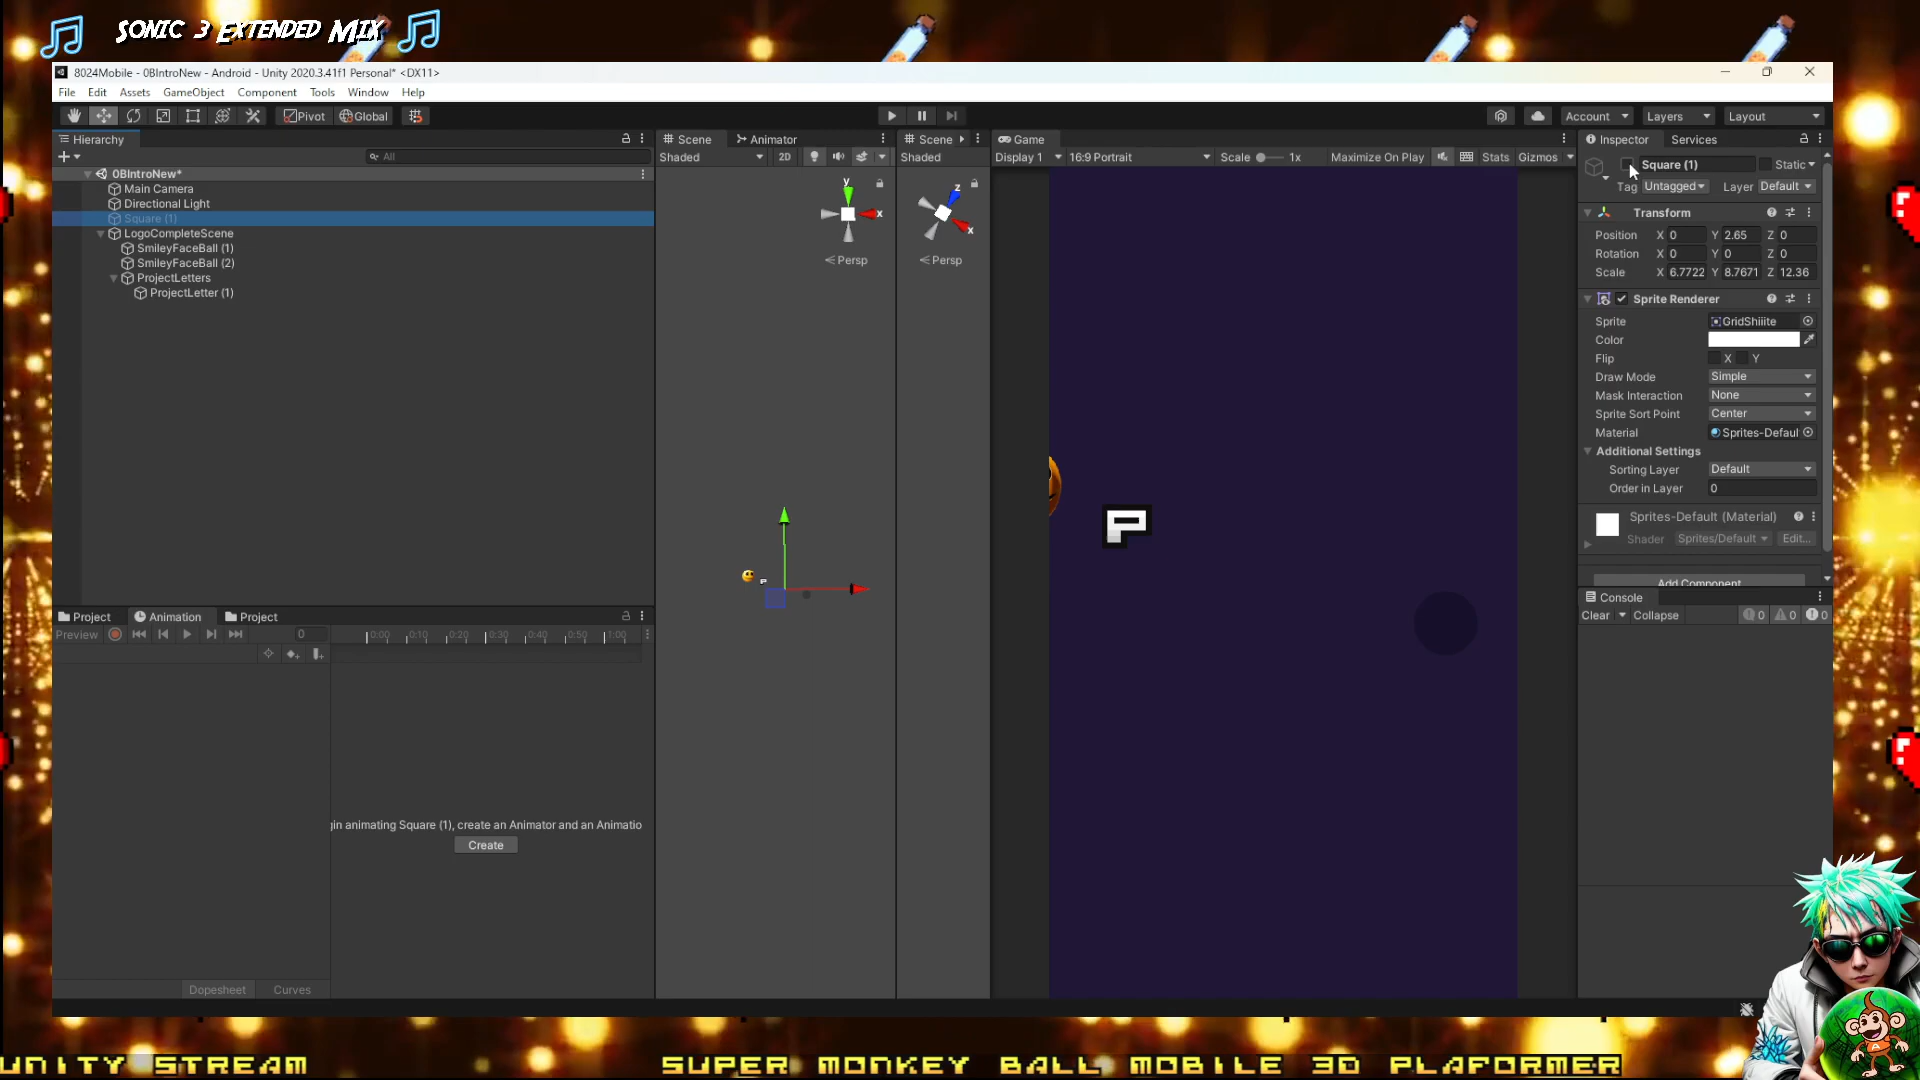 Sonic 3 Extended Mix
8024Mobile - 0BIntroNew - Android - Unity 2020.3.41f1 Personal* <DX11>
File Edit Assets GameObject Component Tools Window Help
Pivot Global Account Layers Layout
Hierarchy
All
0BIntroNew*
Main Camera
Directional Light
Square (1)
LogoCompleteScene
SmileyFaceBall (1)
SmileyFaceBall (2)
ProjectLetters
ProjectLetter (1)
Scene Animator
Shaded 2D
y
x
Persp
Scene
Shaded
z
x
Persp
Game
Display 1 16:9 Portrait Scale 1x Maximize On Play Stats Gizmos
P
Inspector Services
Square (1) Static
Tag Untagged Layer Default
Transform
Position X 0 Y 2.65 Z 0
Rotation X 0 Y 0 Z 0
Scale X 6.7722 Y 8.7671 Z 12.36
Sprite Renderer
Sprite GridShiiite
Color
Flip X Y
Draw Mode Simple
Mask Interaction None
Sprite Sort Point Center
Material Sprites-Defaul
Additional Settings
Sorting Layer Default
Order in Layer 0
Sprites-Default (Material)
Shader Sprites/Default Edit...
Add Component
Console
Clear Collapse 0 0 0
Project Animation Project
Preview 0 0:00 0:10 0:20 0:30 0:40 0:50 1:00
gin animating Square (1), create an Animator and an Animatio
Create
Dopesheet Curves
UNITY STREAM
SUPER MONKEY BALL MOBILE 3D PLAFORMER